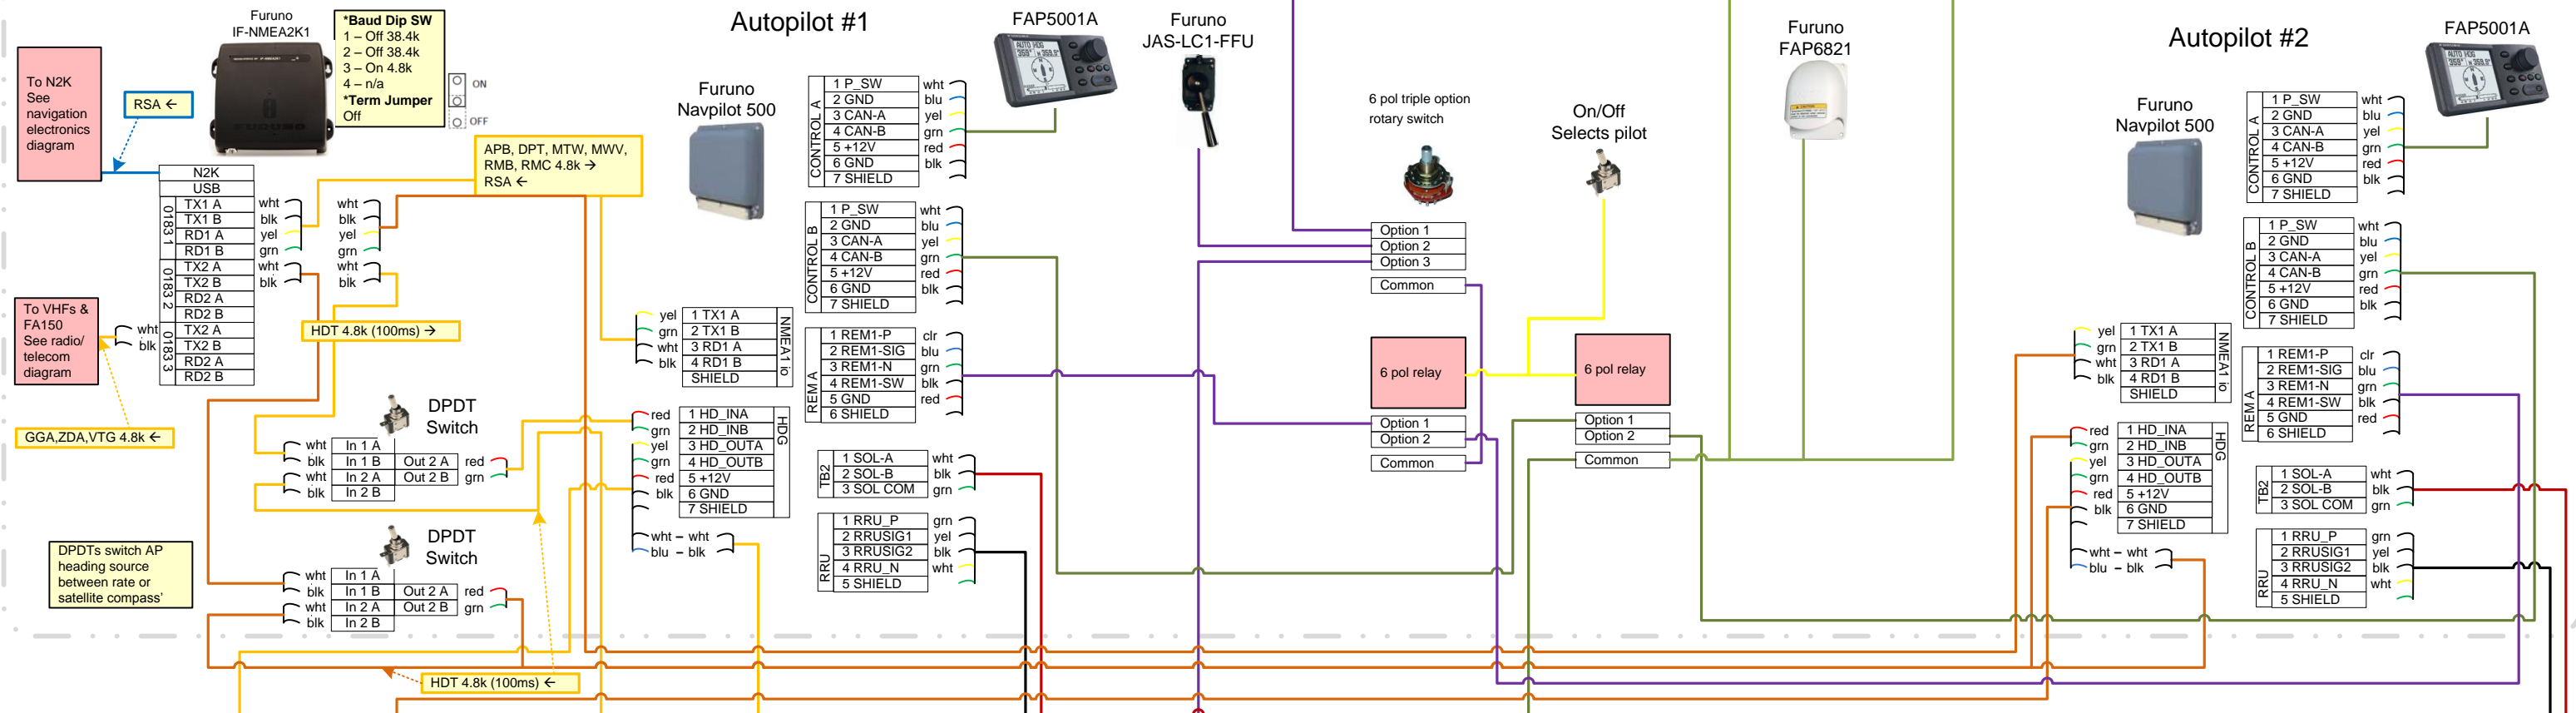 Autopilot #1
Autopilot #2
Furuno
IF-NMEA2K1
*Baud Dip SW
1 – Off 38.4k
2 – Off 38.4k
3 – On 4.8k
4 – n/a
*Term Jumper
Off
ON
OFF
To N2K
See
navigation
electronics
diagram
RSA ←
N2K
USB
0183 1
TX1 A wht
TX1 B blk
RD1 A yel
RD1 B grn
0183 2
TX2 A wht
TX2 B blk
RD2 A
RD2 B
0183 3
TX2 A
TX2 B
RD2 A
RD2 B
wht
blk
yel
grn
wht
blk
APB, DPT, MTW, MWV,
RMB, RMC 4.8k →
RSA ←
To VHFs &
FA150
See radio/
telecom
diagram
wht
blk
HDT 4.8k (100ms) →
GGA,ZDA,VTG 4.8k ←
DPDT
Switch
wht In 1 A
blk In 1 B Out 2 A red
wht In 2 A Out 2 B grn
blk In 2 B
DPDT
Switch
wht In 1 A
blk In 1 B Out 2 A red
wht In 2 A Out 2 B grn
blk In 2 B
DPDTs switch AP
heading source
between rate or
satellite compass'
HDT 4.8k (100ms) ←
Furuno
Navpilot 500
yel 1 TX1 A
grn 2 TX1 B
wht 3 RD1 A
blk 4 RD1 B
SHIELD
NMEA1 io
red 1 HD_INA
grn 2 HD_INB
yel 3 HD_OUTA
grn 4 HD_OUTB
red 5 +12V
blk 6 GND
7 SHIELD
HDG
wht – wht
blu – blk
CONTROL A
1 P_SW wht
2 GND blu
3 CAN-A yel
4 CAN-B grn
5 +12V red
6 GND blk
7 SHIELD
CONTROL B
1 P_SW wht
2 GND blu
3 CAN-A yel
4 CAN-B grn
5 +12V red
6 GND blk
7 SHIELD
REM A
1 REM1-P clr
2 REM1-SIG blu
3 REM1-N grn
4 REM1-SW blk
5 GND red
6 SHIELD
TB2
1 SOL-A wht
2 SOL-B blk
3 SOL COM grn
RRU
1 RRU_P grn
2 RRUSIG1 yel
3 RRUSIG2 blk
4 RRU_N wht
5 SHIELD
FAP5001A
Furuno
JAS-LC1-FFU
6 pol triple option
rotary switch
Option 1
Option 2
Option 3
Common
On/Off
Selects pilot
6 pol relay
Option 1
Option 2
Common
6 pol relay
Option 1
Option 2
Common
Furuno
FAP6821
Furuno
Navpilot 500
yel 1 TX1 A
grn 2 TX1 B
wht 3 RD1 A
blk 4 RD1 B
SHIELD
NMEA1 io
red 1 HD_INA
grn 2 HD_INB
yel 3 HD_OUTA
grn 4 HD_OUTB
red 5 +12V
blk 6 GND
7 SHIELD
HDG
wht – wht
blu – blk
FAP5001A
CONTROL A
1 P_SW wht
2 GND blu
3 CAN-A yel
4 CAN-B grn
5 +12V red
6 GND blk
7 SHIELD
CONTROL B
1 P_SW wht
2 GND blu
3 CAN-A yel
4 CAN-B grn
5 +12V red
6 GND blk
7 SHIELD
REM A
1 REM1-P clr
2 REM1-SIG blu
3 REM1-N grn
4 REM1-SW blk
5 GND red
6 SHIELD
TB2
1 SOL-A wht
2 SOL-B blk
3 SOL COM grn
RRU
1 RRU_P grn
2 RRUSIG1 yel
3 RRUSIG2 blk
4 RRU_N wht
5 SHIELD